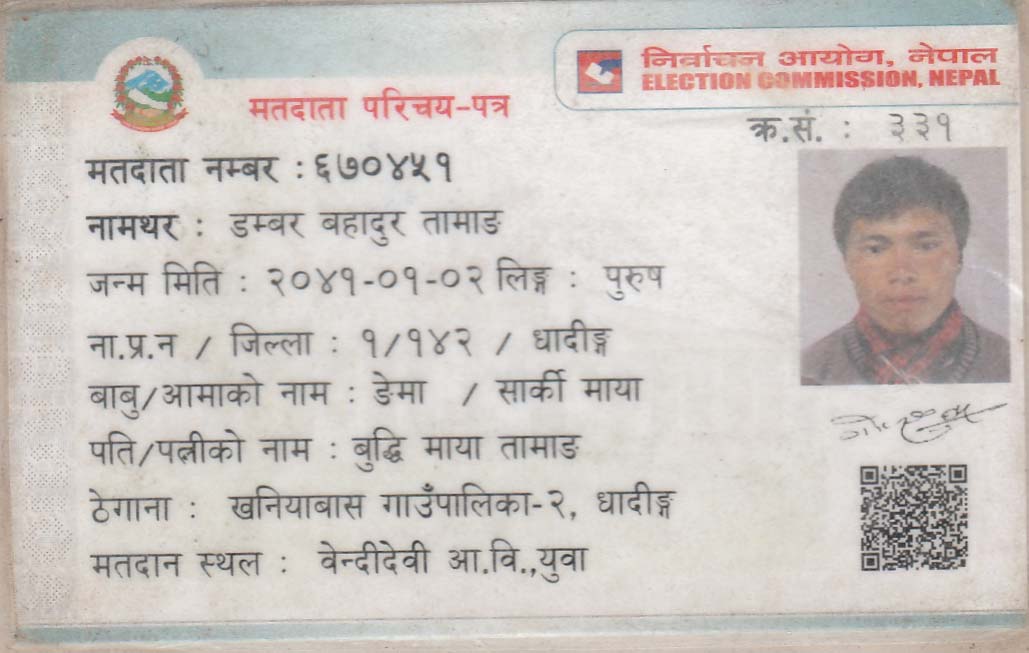 निर्वाचन आयोग, नेपाल
ELECTION COMMISSION, NEPAL
मतदाता परिचय-पत्र
क्र.सं. : ३३१
मतदाता नम्बर : ६७०४५१
नामथर : डम्बर बहादुर तामाङ
जन्म मिति : २०४१-०१-०२ लिङ्ग : पुरुष
ना.प्र.न / जिल्ला : १/१४२ / धादीङ्ग
बाबु/आमाको नाम : ङेमा / सार्की माया
पति/पत्नीको नाम : बुद्धि माया तामाङ
ठेगाना : खनियाबास गाउँपालिका-२, धादीङ्ग
मतदान स्थल : वेन्दीदेवी आ.वि.,युवा